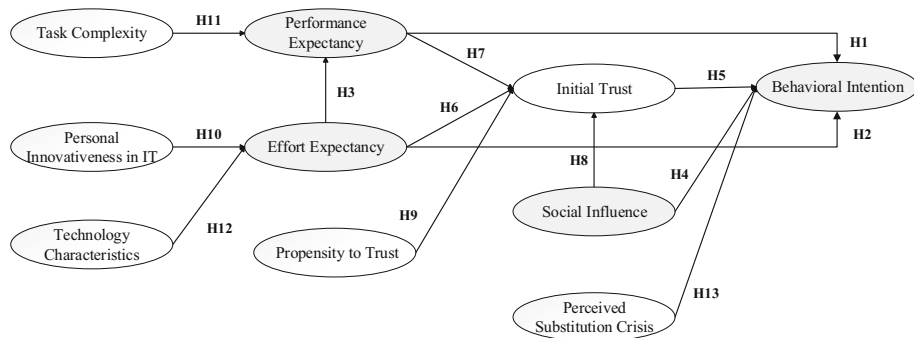 Task Complexity
H11
Performance
Expectancy
H7
H1
H3
H6
Initial Trust
H5
Behavioral Intention
Personal
Innovativeness in IT
H10
Effort Expectancy
H2
H8
H4
Technology
Characteristics
H12
H9
Social Influence
Propensity to Trust
H13
Perceived
Substitution Crisis